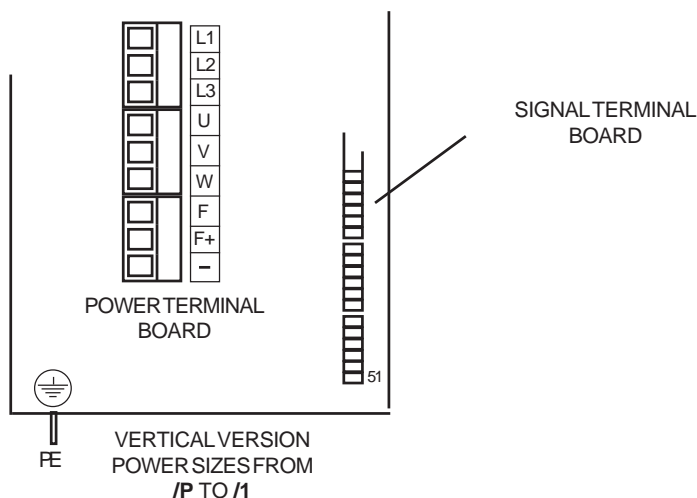 L1
L2
L3
U
V
W
F
F+
–
POWER TERMINAL
BOARD
SIGNAL TERMINAL
BOARD
51
PE
VERTICAL VERSION
POWER SIZES FROM
/P TO /1